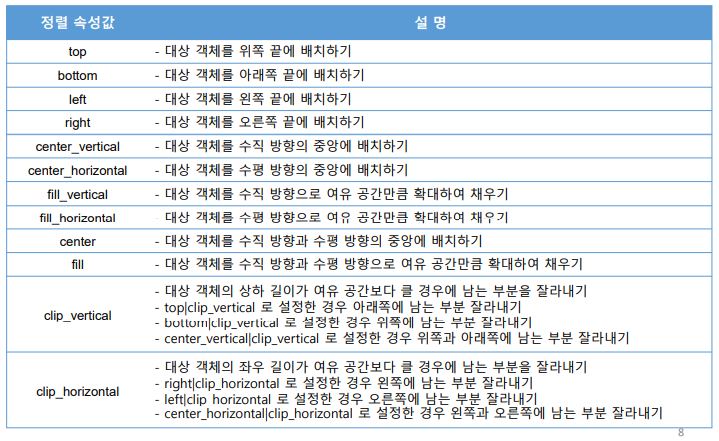 정렬 속성값 설 명
top - 대상 객체를 위쪽 끝에 배치하기
bottom - 대상 객체를 아래쪽 끝에 배치하기
left - 대상 객체를 왼쪽 끝에 배치하기
right - 대상 객체를 오른쪽 끝에 배치하기
center_vertical - 대상 객체를 수직 방향의 중앙에 배치하기
center_horizontal - 대상 객체를 수평 방향의 중앙에 배치하기
fill_vertical - 대상 객체를 수직 방향으로 여유 공간만큼 확대하여 채우기
fill_horizontal - 대상 객체를 수평 방향으로 여유 공간만큼 확대하여 채우기
center - 대상 객체를 수직 방향과 수평 방향의 중앙에 배치하기
fill - 대상 객체를 수직 방향과 수평 방향으로 여유 공간만큼 확대하여 채우기
clip_vertical
- 대상 객체의 상하 길이가 여유 공간보다 클 경우에 남는 부분을 잘라내기
- top|clip_vertical 로 설정한 경우 아래쪽에 남는 부분 잘라내기
- bottom|clip_vertical 로 설정한 경우 위쪽에 남는 부분 잘라내기
- center_vertical|clip_vertical 로 설정한 경우 위쪽과 아래쪽에 남는 부분 잘라내기
clip_horizontal
- 대상 객체의 좌우 길이가 여유 공간보다 클 경우에 남는 부분을 잘라내기
- right|clip_horizontal 로 설정한 경우 왼쪽에 남는 부분 잘라내기
- left|clip_horizontal 로 설정한 경우 오른쪽에 남는 부분 잘라내기
- center_horizontal|clip_horizontal 로 설정한 경우 왼쪽과 오른쪽에 남는 부분 잘라내기
8